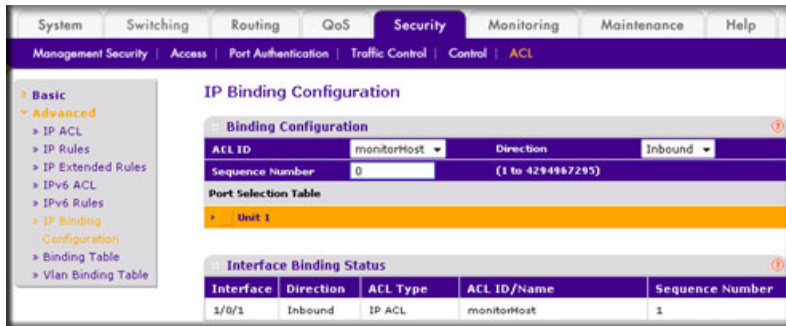 System Switching Routing QoS Security Monitoring Maintenance Help
Management Security | Access | Port Authentication | Traffic Control | Control | ACL
Basic
Advanced
» IP ACL
» IP Rules
» IP Extended Rules
» IPv6 ACL
» IPv6 Rules
» IP Binding
Configuration
» Binding Table
» Vlan Binding Table
IP Binding Configuration
Binding Configuration
ACL ID monitorHost Direction Inbound
Sequence Number 0 (1 to 4294967295)
Port Selection Table
Unit 1
Interface Binding Status
Interface Direction ACL Type ACL ID/Name Sequence Number
1/0/1 Inbound IP ACL monitorHost 1